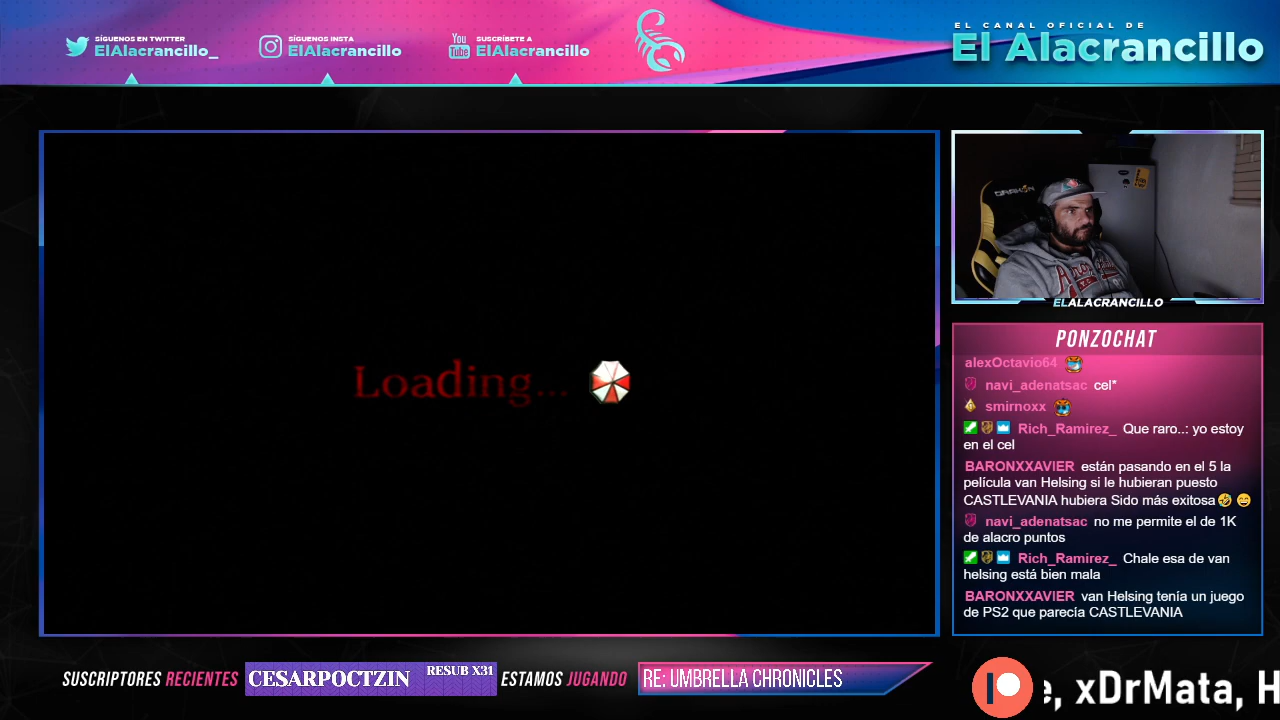 SÍGUENOS EN TWITTER
ElAlacrancillo_
SÍGUENOS INSTA
ElAlacrancillo
You
Tube
SUSCRÍBETE A
ElAlacrancillo
EL CANAL OFICIAL DE
El Alacrancillo
Loading...
ELALACRANCILLO
PONZOCHAT
alexOctavio64
navi_adenatsac cel*
smirnoxx
Rich_Ramirez_ Que raro..: yo estoy
en el cel
BARONXXAVIER están pasando en el 5 la
película van Helsing si le hubieran puesto
CASTLEVANIA hubiera Sido más exitosa🤣 😄
navi_adenatsac no me permite el de 1K
de alacro puntos
Rich_Ramirez_ Chale esa de van
helsing está bien mala
BARONXXAVIER van Helsing tenía un juego
de PS2 que parecía CASTLEVANIA
SUSCRIPTORES RECIENTES
CESARPOCTZIN
RESUB X31
ESTAMOS JUGANDO
RE: UMBRELLA CHRONICLES
e, xDrMata, H